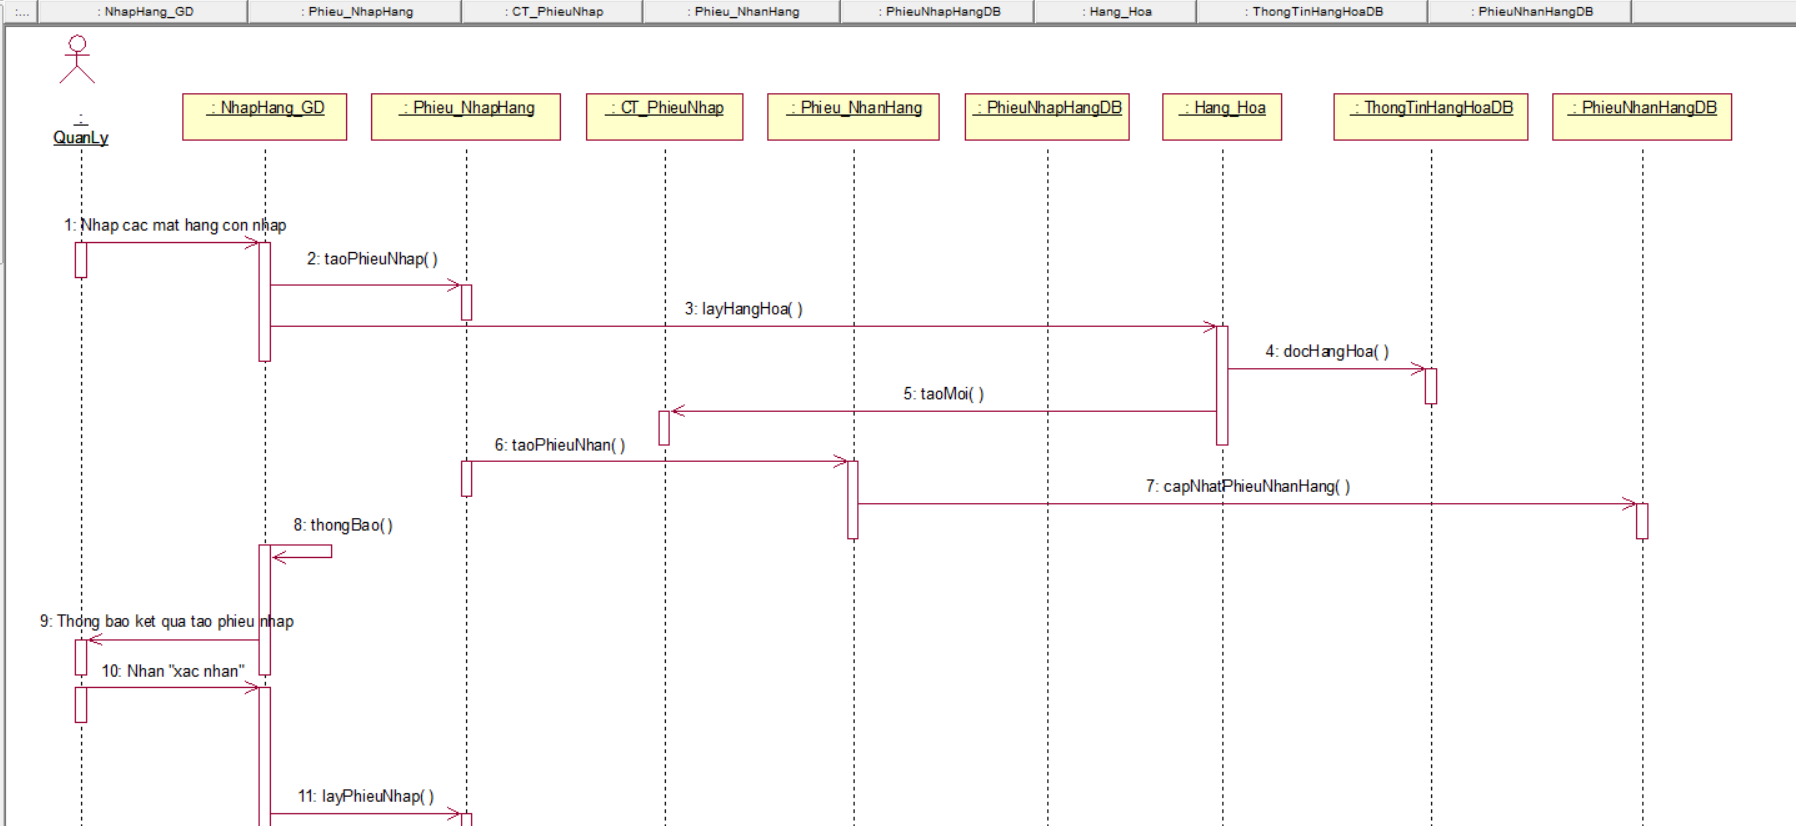 :...
: NhapHang_GD
: Phieu_NhapHang
: CT_PhieuNhap
: Phieu_NhanHang
: PhieuNhapHangDB
: Hang_Hoa
: ThongTinHangHoaDB
: PhieuNhanHangDB
:
QuanLy
: NhapHang_GD
: Phieu_NhapHang
: CT_PhieuNhap
: Phieu_NhanHang
: PhieuNhapHangDB
: Hang_Hoa
: ThongTinHangHoaDB
: PhieuNhanHangDB
1: Nhap cac mat hang con nhap
2: taoPhieuNhap( )
3: layHangHoa( )
4: docHangHoa( )
5: taoMoi( )
6: taoPhieuNhan( )
7: capNhatPhieuNhanHang( )
8: thongBao( )
9: Thong bao ket qua tao phieu nhap
10: Nhan "xac nhan"
11: layPhieuNhap( )